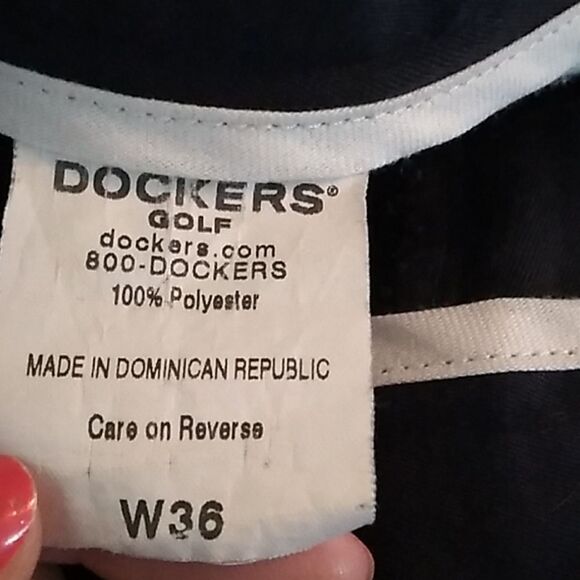 DOCKERS®
GOLF
dockers.com
800-DOCKERS
100% Polyester
MADE IN DOMINICAN REPUBLIC
Care on Reverse
W36